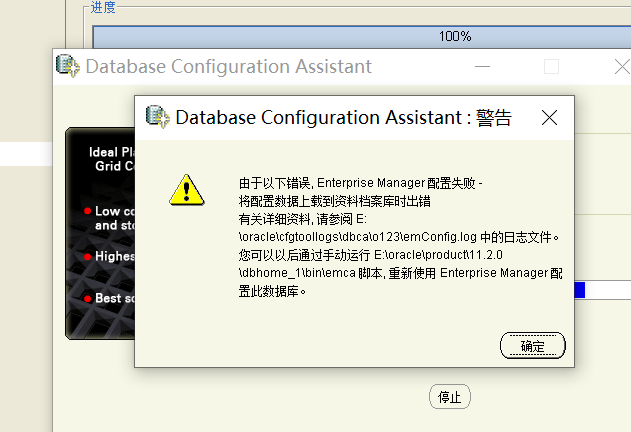 进度
100%
Database Configuration Assistant
Database Configuration Assistant : 警告
Ideal
Grid
由于以下错误, Enterprise Manager 配置失败 -
将配置数据上载到资料档案库时出错
有关详细资料, 请参阅 E:
\oracle\cfgtoollogs\dbca\o123\emConfig.log 中的日志文件。
您可以以后通过手动运行 E:\oracle\product\11.2.0
\dbhome_1\bin\emca 脚本, 重新使用 Enterprise Manager 配
置此数据库。
Low
and
Highes
Best
确定
停止